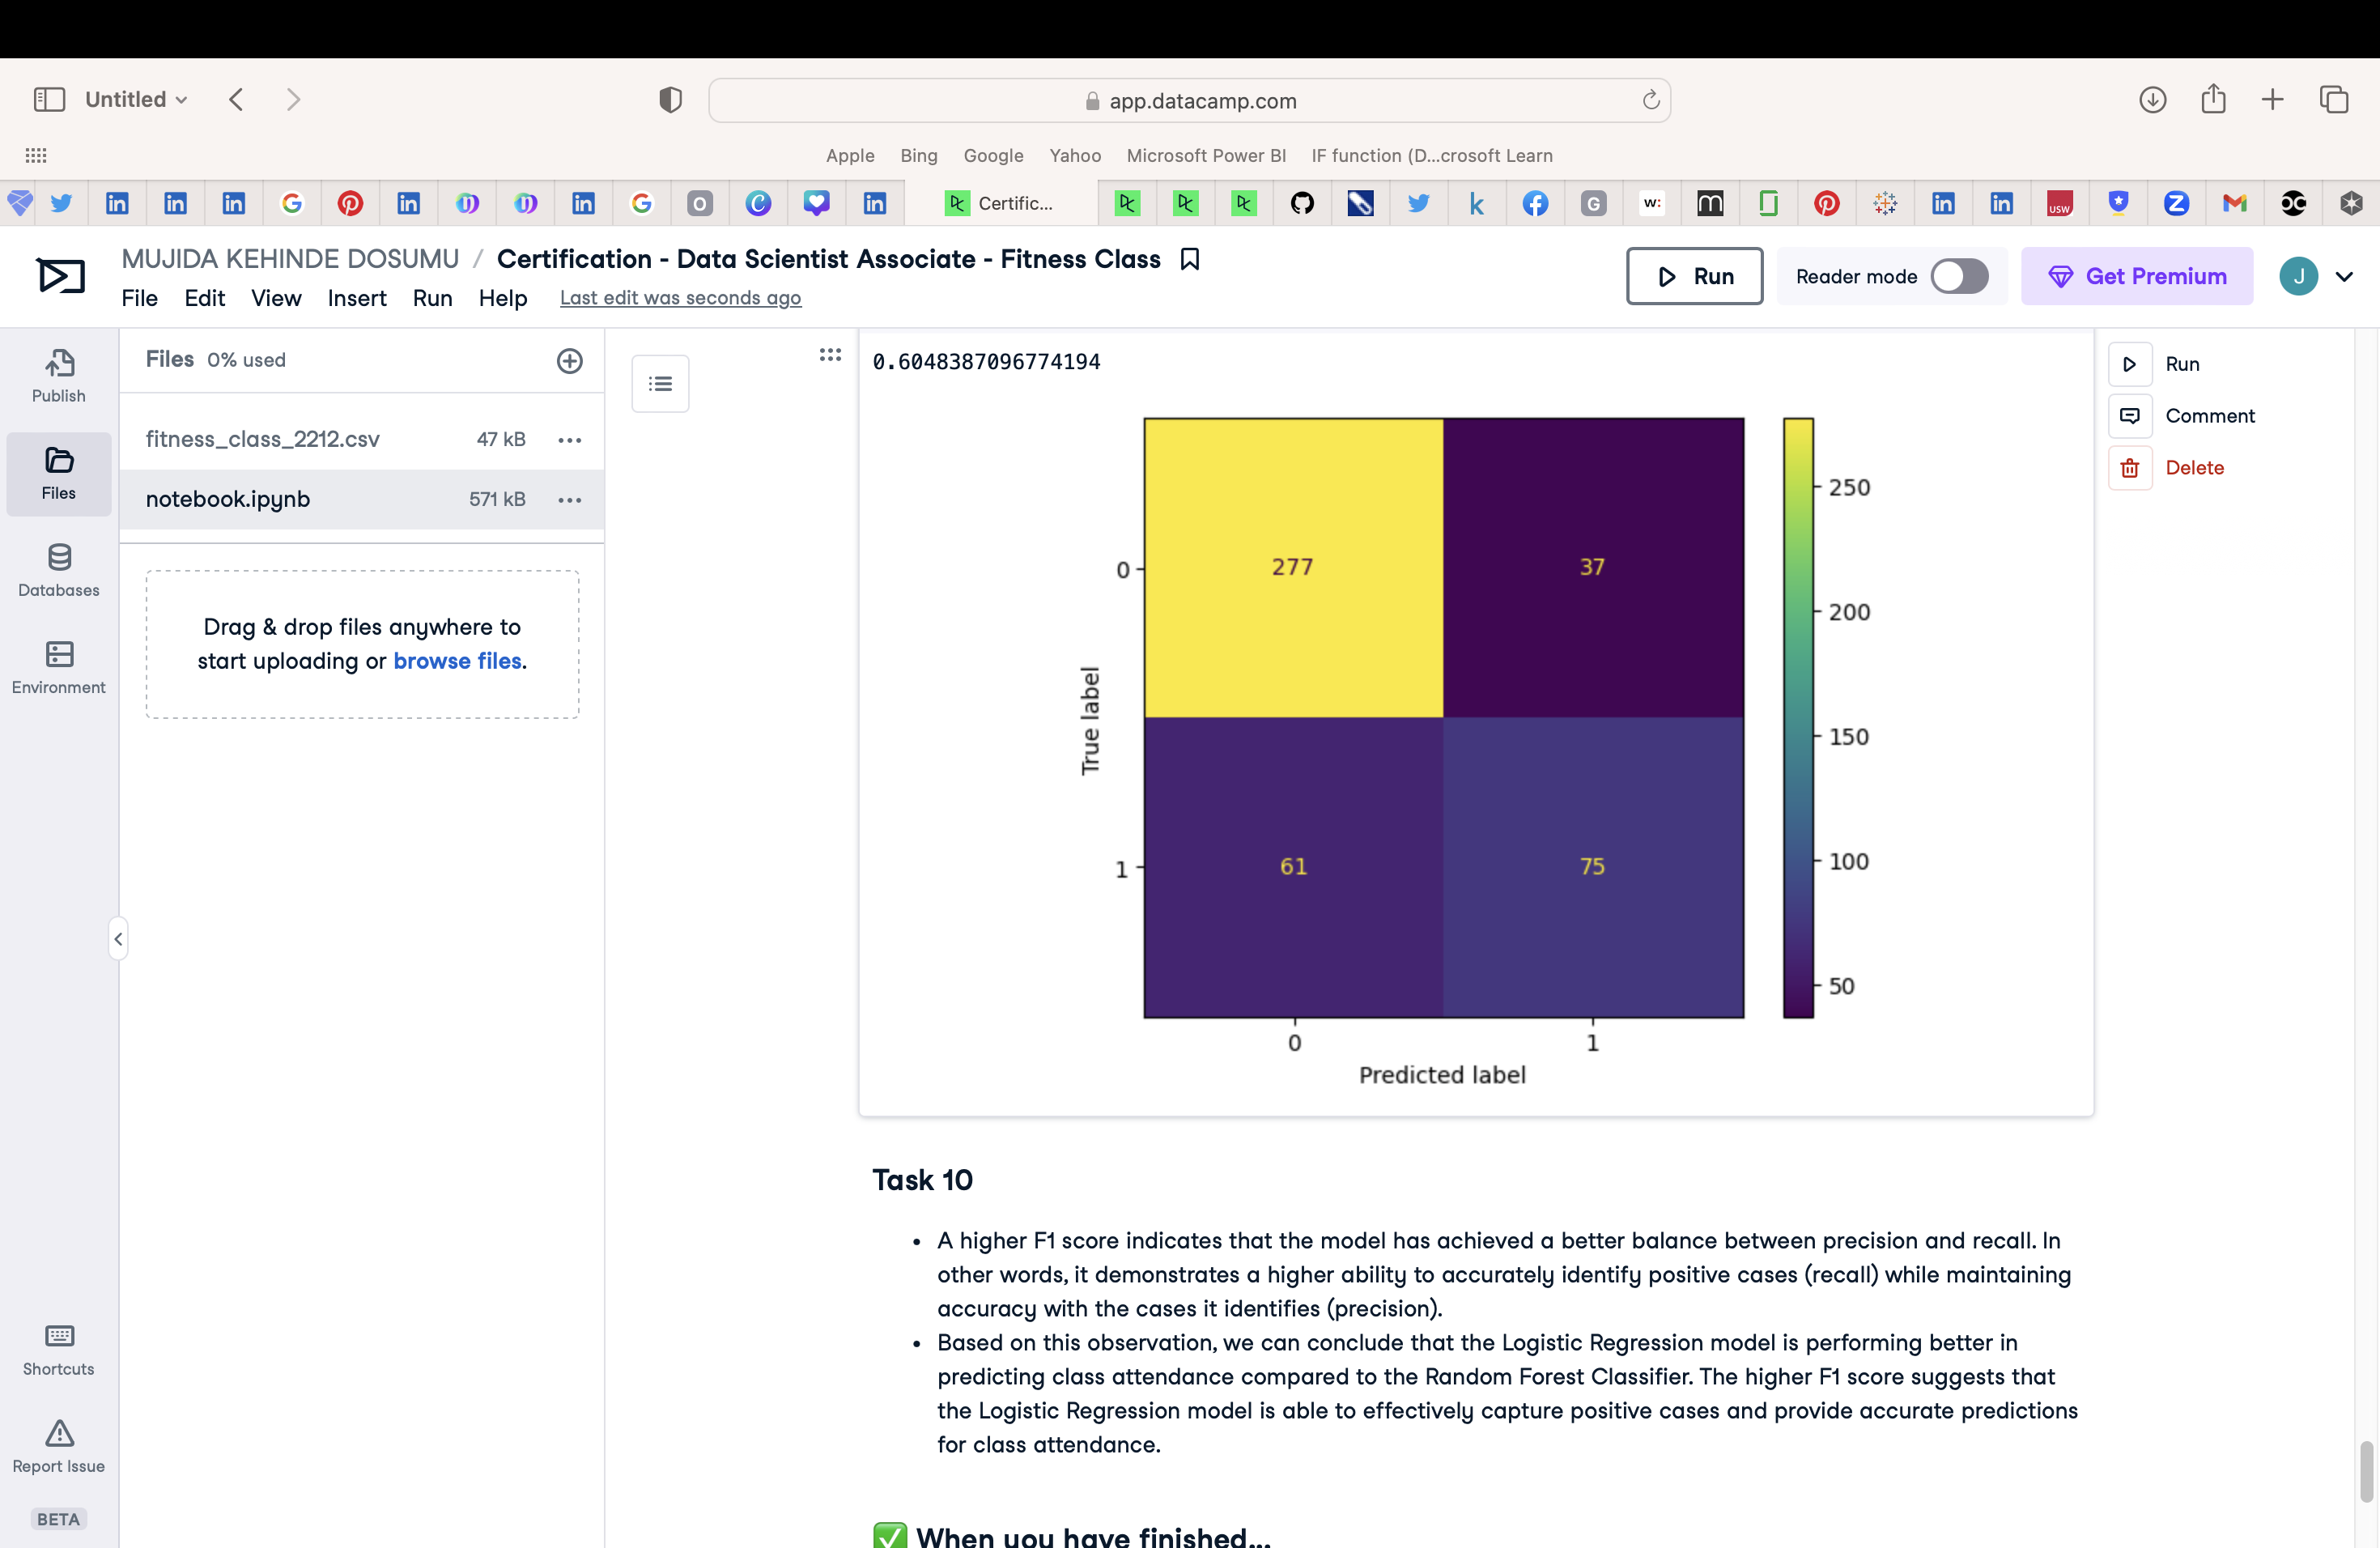 Untitled
app.datacamp.com
Apple Bing Google Yahoo Microsoft Power BI IF function (D...crosoft Learn
Certific...
MUJIDA KEHINDE DOSUMU / Certification - Data Scientist Associate - Fitness Class
File Edit View Insert Run Help Last edit was seconds ago
Run
Reader mode
Get Premium
J
Publish
Files
Databases
Environment
Shortcuts
Report Issue
BETA
Files 0% used
fitness_class_2212.csv 47 kB
notebook.ipynb 571 kB
Drag & drop files anywhere to
start uploading or browse files.
0.6048387096774194
277 37
61 75
0
1
True label
0 1
Predicted label
250
200
150
100
50
Run
Comment
Delete
Task 10
• A higher F1 score indicates that the model has achieved a better balance between precision and recall. In
other words, it demonstrates a higher ability to accurately identify positive cases (recall) while maintaining
accuracy with the cases it identifies (precision).
• Based on this observation, we can conclude that the Logistic Regression model is performing better in
predicting class attendance compared to the Random Forest Classifier. The higher F1 score suggests that
the Logistic Regression model is able to effectively capture positive cases and provide accurate predictions
for class attendance.
✅ When you have finished...